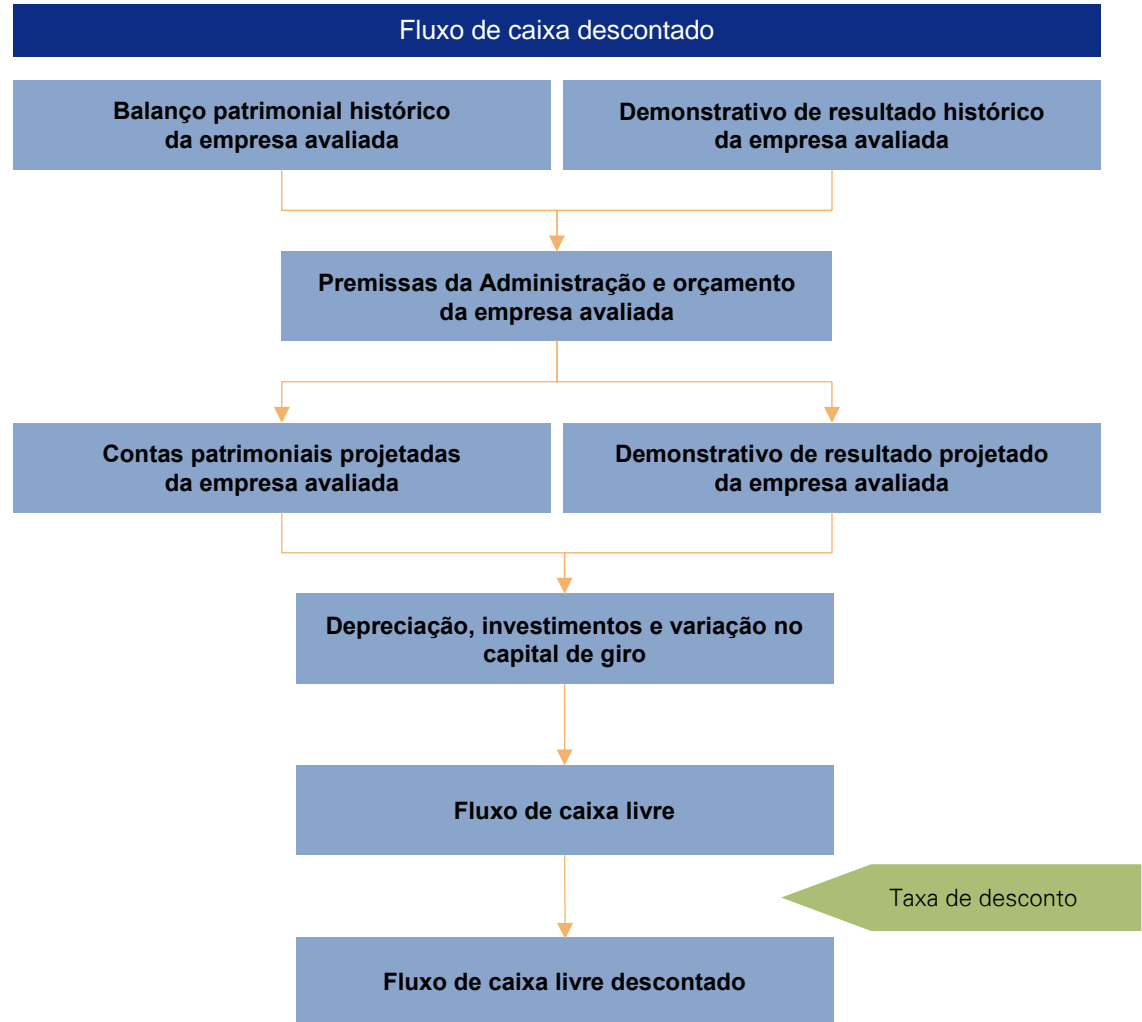 Fluxo de caixa descontado
Balanço patrimonial histórico
da empresa avaliada
Demonstrativo de resultado histórico
da empresa avaliada
Premissas da Administração e orçamento
da empresa avaliada
Contas patrimoniais projetadas
da empresa avaliada
Demonstrativo de resultado projetado
da empresa avaliada
Depreciação, investimentos e variação no
capital de giro
Fluxo de caixa livre
Taxa de desconto
Fluxo de caixa livre descontado